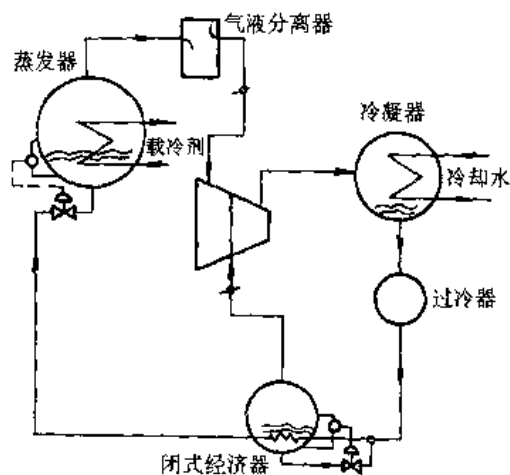 气液分离器
蒸发器
冷凝器
载冷剂
冷却水
过冷器
闭式经济器